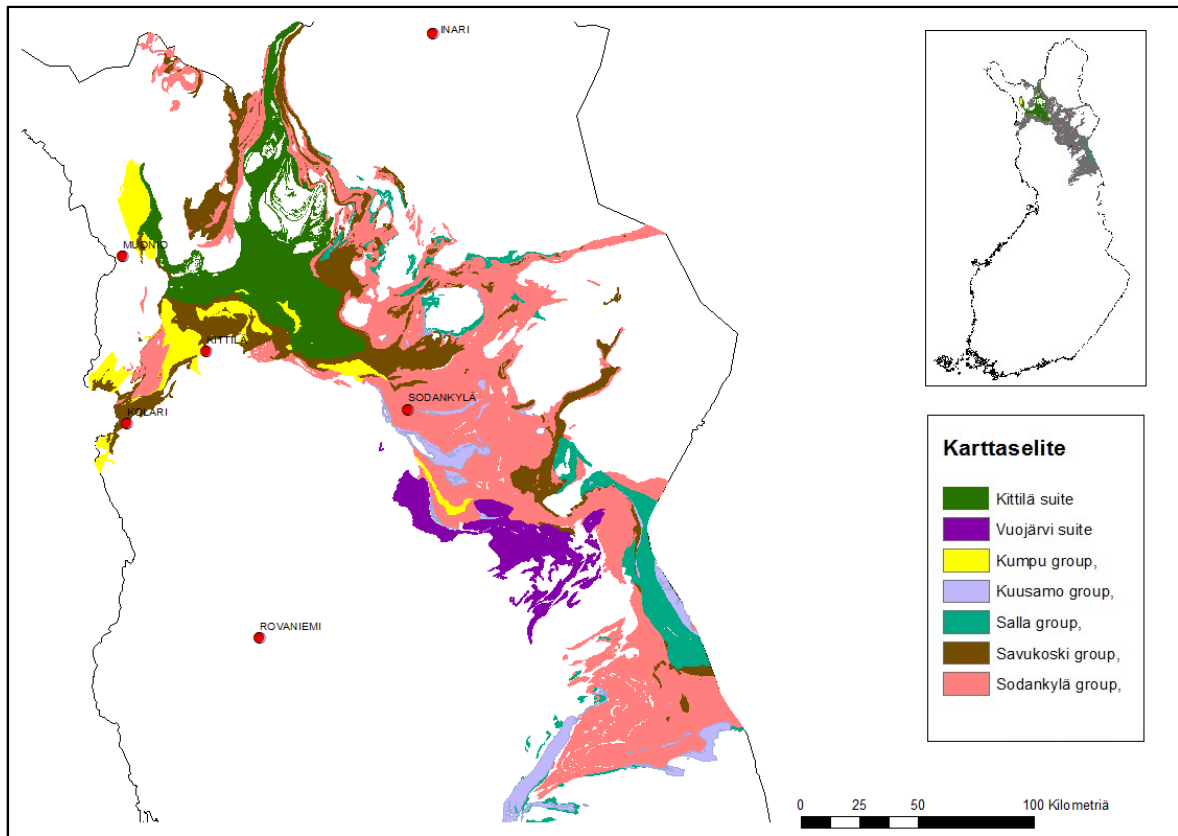 INARI
MUONIO
KITTILÄ
SODANKYLÄ
KOLARI
ROVANIEMI
Karttaselite
Kittilä suite
Vuojärvi suite
Kumpu group,
Kuusamo group,
Salla group,
Savukoski group,
Sodankylä group,
0 25 50 100 Kilometriä